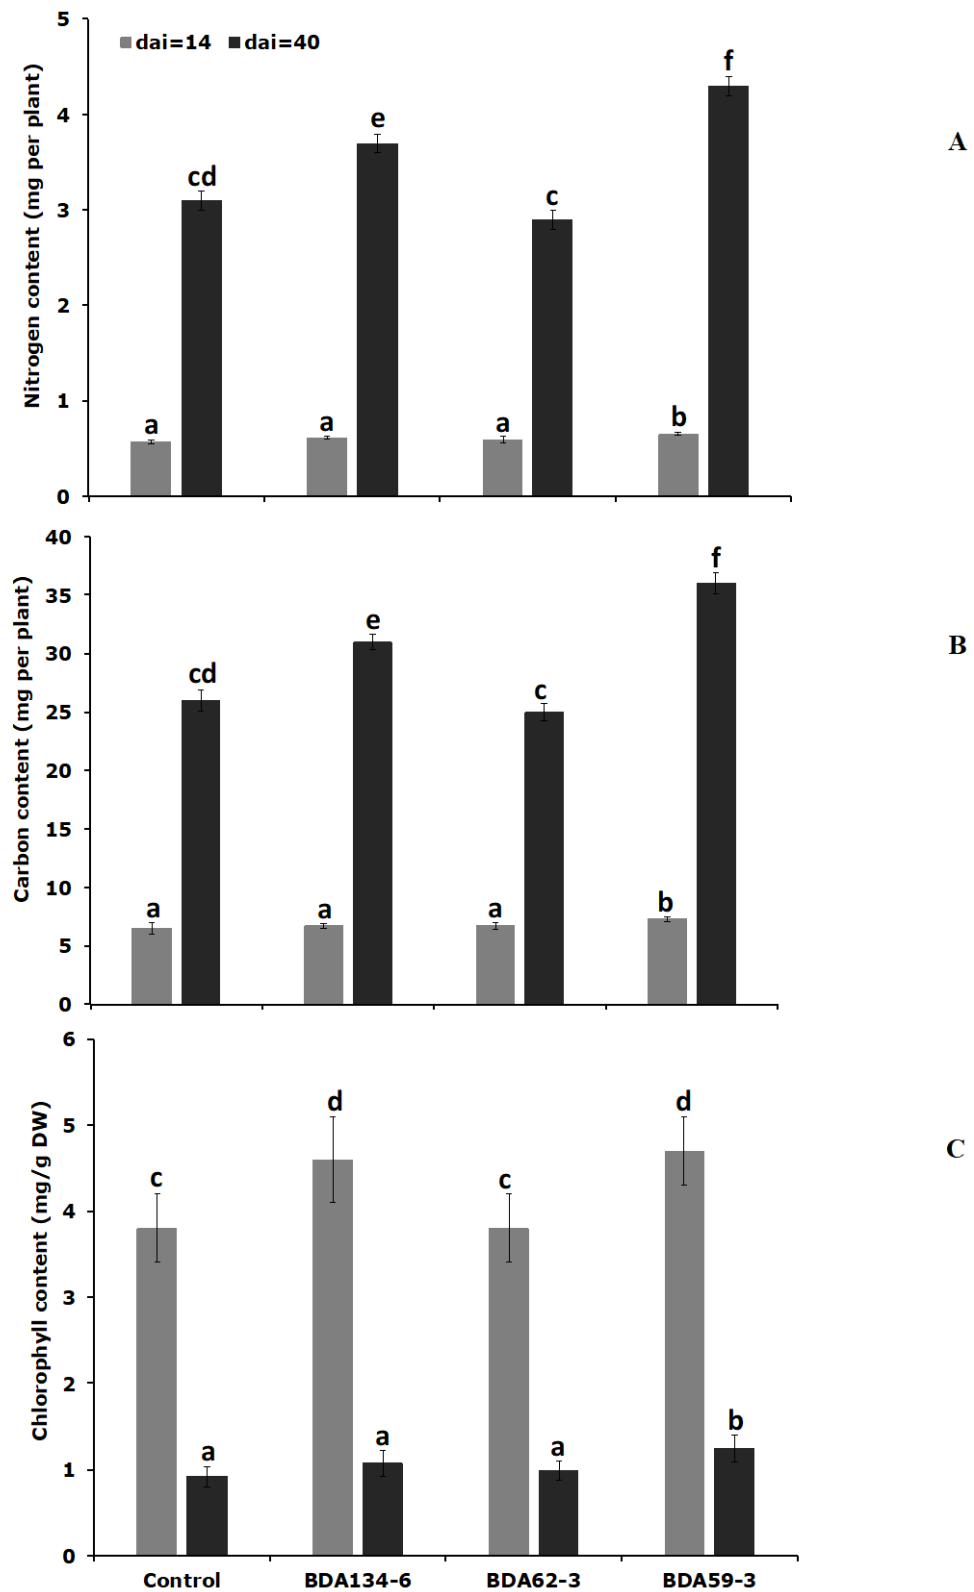 5
dai=14 dai=40
f
4
e
A
cd
c
3
2
1
a
a
a
b
0
Nitrogen content (mg per plant)
40
f
35
e
30
B
cd
c
25
20
15
10
a
a
a
b
5
0
Carbon content (mg per plant)
6
d
d
5
C
c
c
4
3
2
a
a
a
b
1
0
Chlorophyll content (mg/g DW)
Control BDA134-6 BDA62-3 BDA59-3